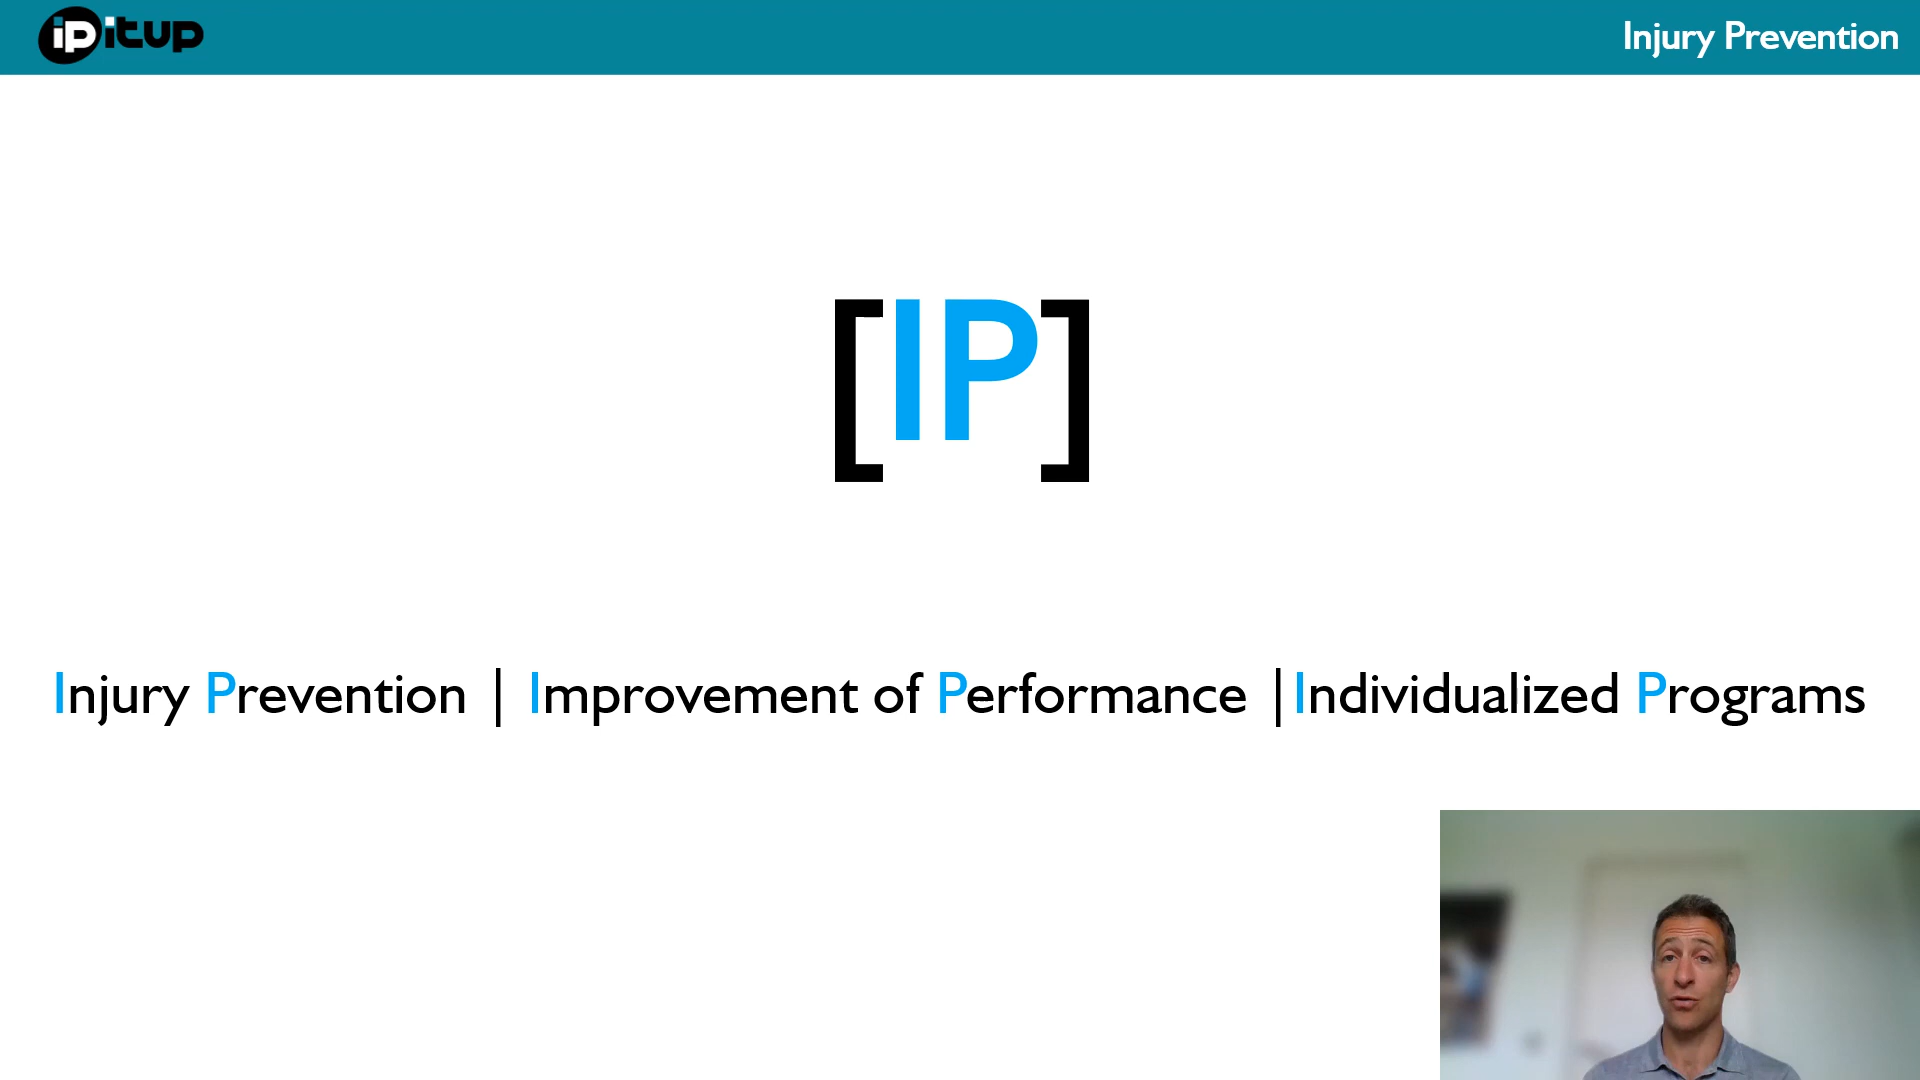 ipitup
Injury Prevention
[IP]
Injury Prevention | Improvement of Performance |Individualized Programs